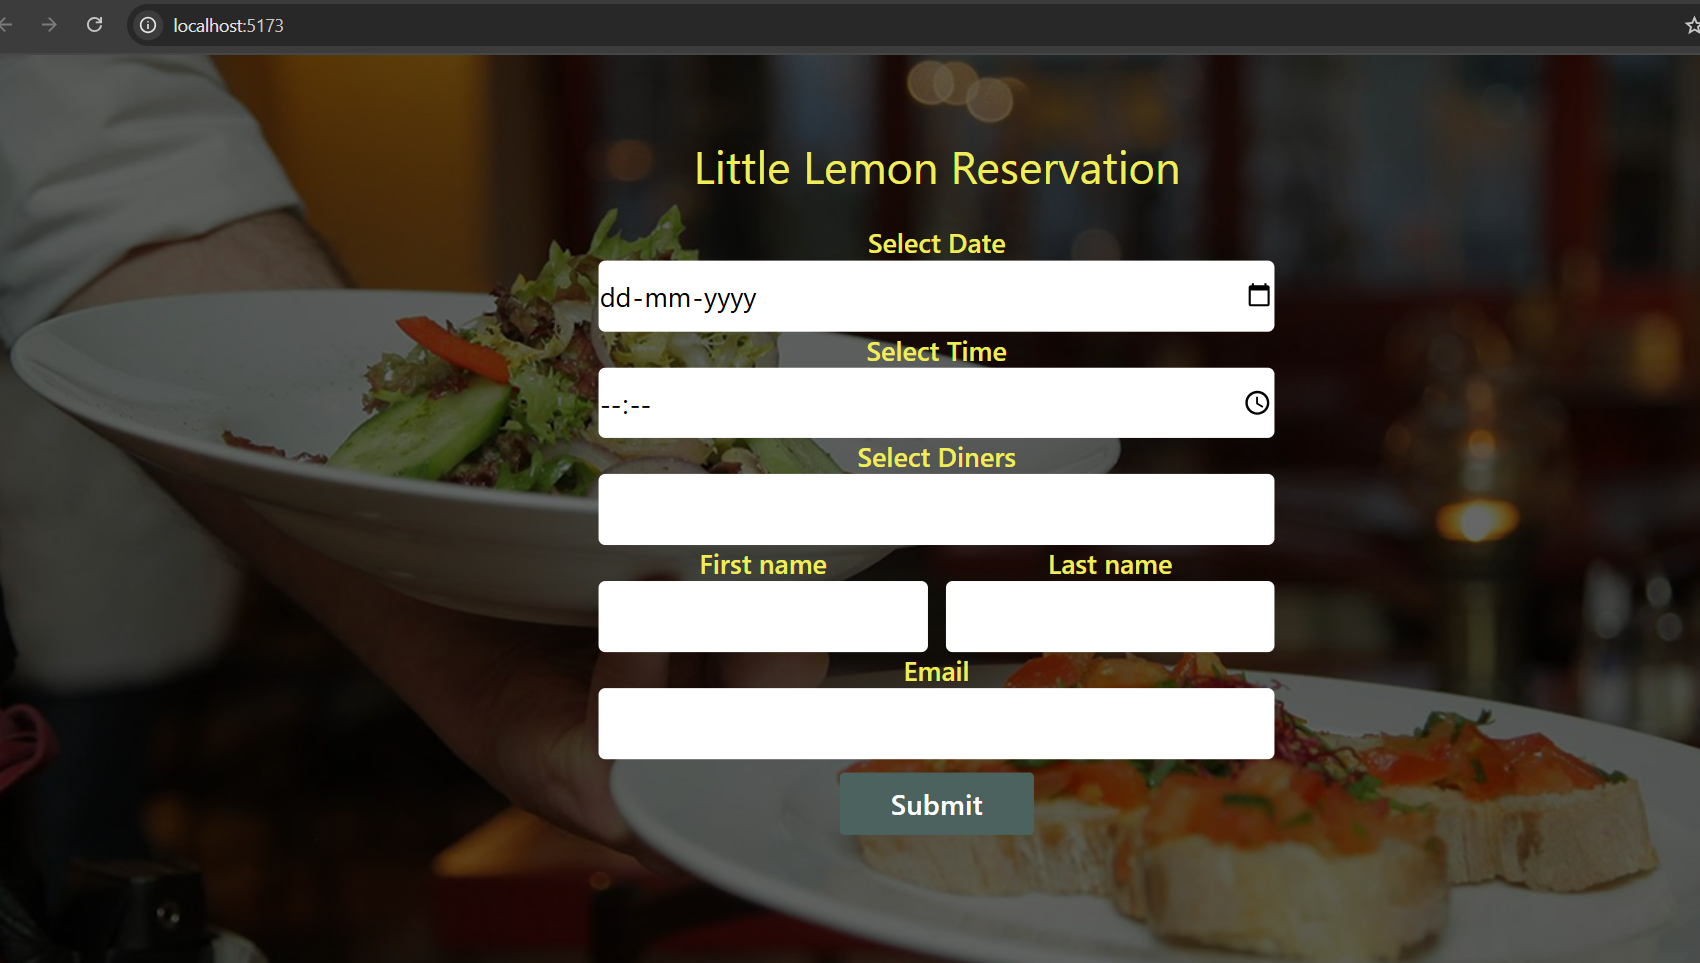 localhost:5173
Little Lemon Reservation
Select Date
dd-mm-yyyy
Select Time
--:--
Select Diners
First name Last name
Email
Submit